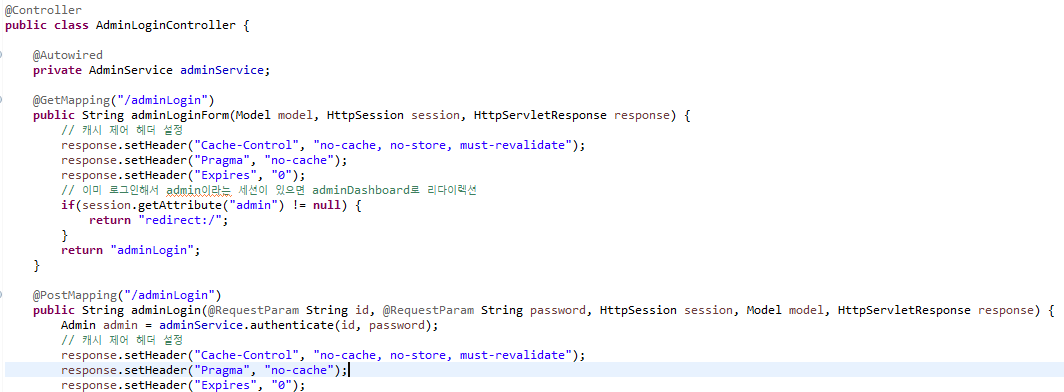 @Controller
public class AdminLoginController {
@Autowired
private AdminService adminService;
@GetMapping("/adminLogin")
public String adminLoginForm(Model model, HttpSession session, HttpServletResponse response) {
// 캐시 제어 헤더 설정
response.setHeader("Cache-Control", "no-cache, no-store, must-revalidate");
response.setHeader("Pragma", "no-cache");
response.setHeader("Expires", "0");
// 이미 로그인해서 admin이라는 세션이 있으면 adminDashboard로 리다이렉션
if(session.getAttribute("admin") != null) {
return "redirect:/";
}
return "adminLogin";
}
@PostMapping("/adminLogin")
public String adminLogin(@RequestParam String id, @RequestParam String password, HttpSession session, Model model, HttpServletResponse response) {
Admin admin = adminService.authenticate(id, password);
// 캐시 제어 헤더 설정
response.setHeader("Cache-Control", "no-cache, no-store, must-revalidate");
response.setHeader("Pragma", "no-cache");
response.setHeader("Expires", "0");